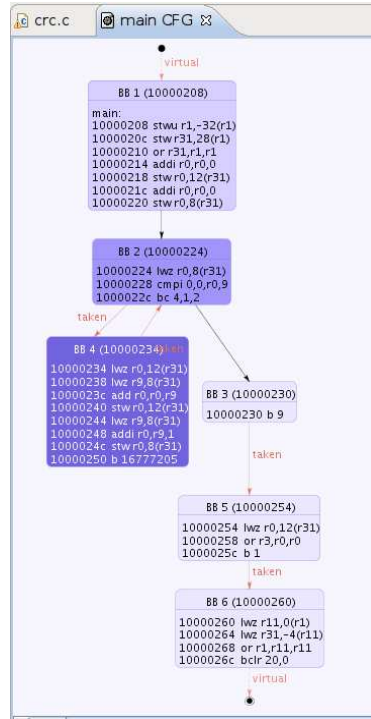 crc.c
main CFG
virtual
BB 1 (10000208)
main:
10000208 stwu r1,-32(r1)
1000020c stw r31,28(r1)
10000210 or r31,r1,r1
10000214 addi r0,r0,0
10000218 stw r0,12(r31)
1000021c addi r0,r0,0
10000220 stw r0,8(r31)
BB 2 (10000224)
10000224 lwz r0,8(r31)
10000228 cmpi 0,0,r0,9
1000022c bc 4,1,2
taken
BB 4 (10000234)
taken
10000234 lwz r0,12(r31)
10000238 lwz r9,8(r31)
1000023c add r0,r0,r9
10000240 stw r0,12(r31)
10000244 lwz r9,8(r31)
10000248 addi r0,r9,1
1000024c stw r0,8(r31)
10000250 b 16777205
BB 3 (10000230)
10000230 b 9
taken
BB 5 (10000254)
10000254 lwz r0,12(r31)
10000258 or r3,r0,r0
1000025c b 1
taken
BB 6 (10000260)
10000260 lwz r11,0(r1)
10000264 lwz r31,-4(r11)
10000268 or r1,r11,r11
1000026c bclr 20,0
virtual